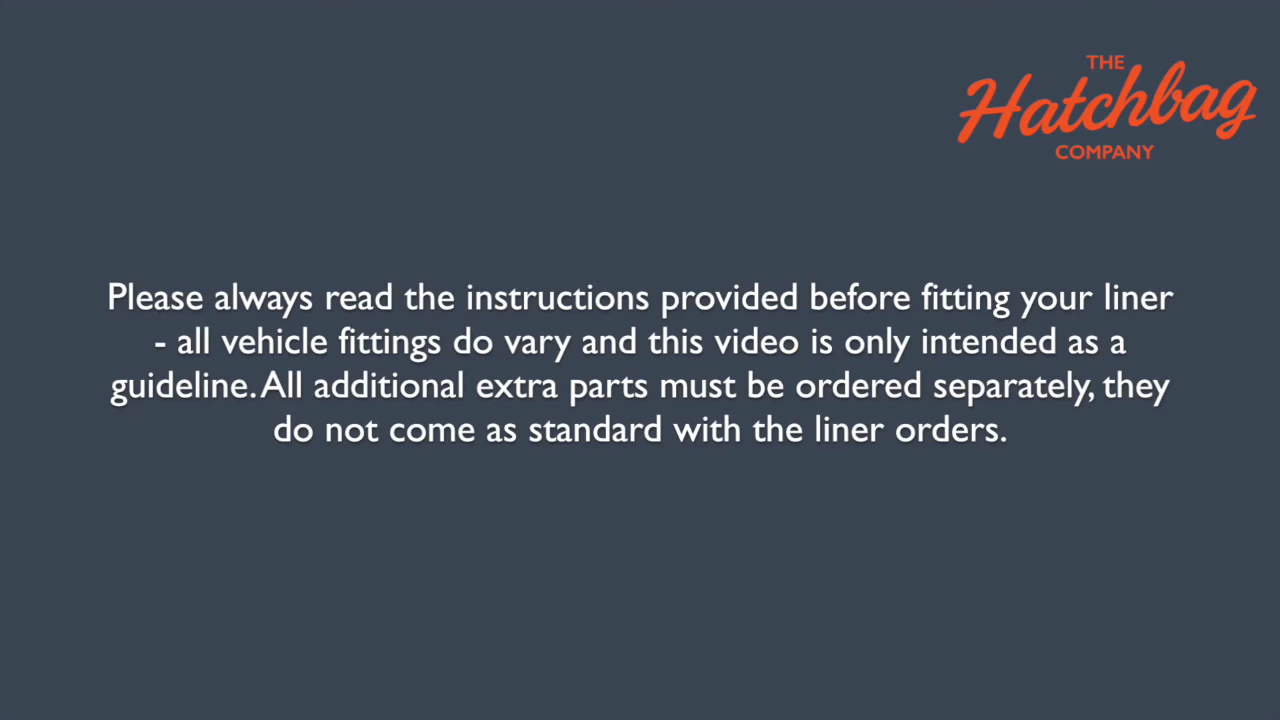 THE
Hatchbag
COMPANY
Please always read the instructions provided before fitting your liner
- all vehicle fittings do vary and this video is only intended as a
guideline. All additional extra parts must be ordered separately, they
do not come as standard with the liner orders.